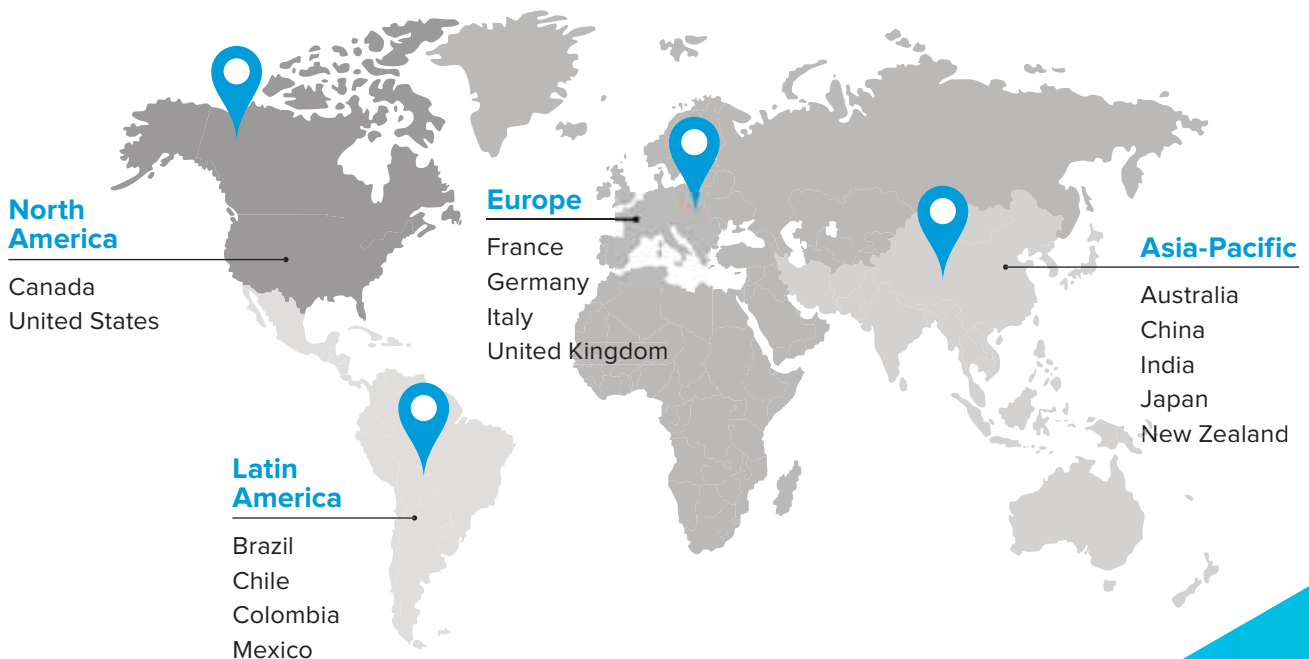 North
America
Canada
United States
Latin
America
Brazil
Chile
Colombia
Mexico
Europe
France
Germany
Italy
United Kingdom
Asia-Pacific
Australia
China
India
Japan
New Zealand